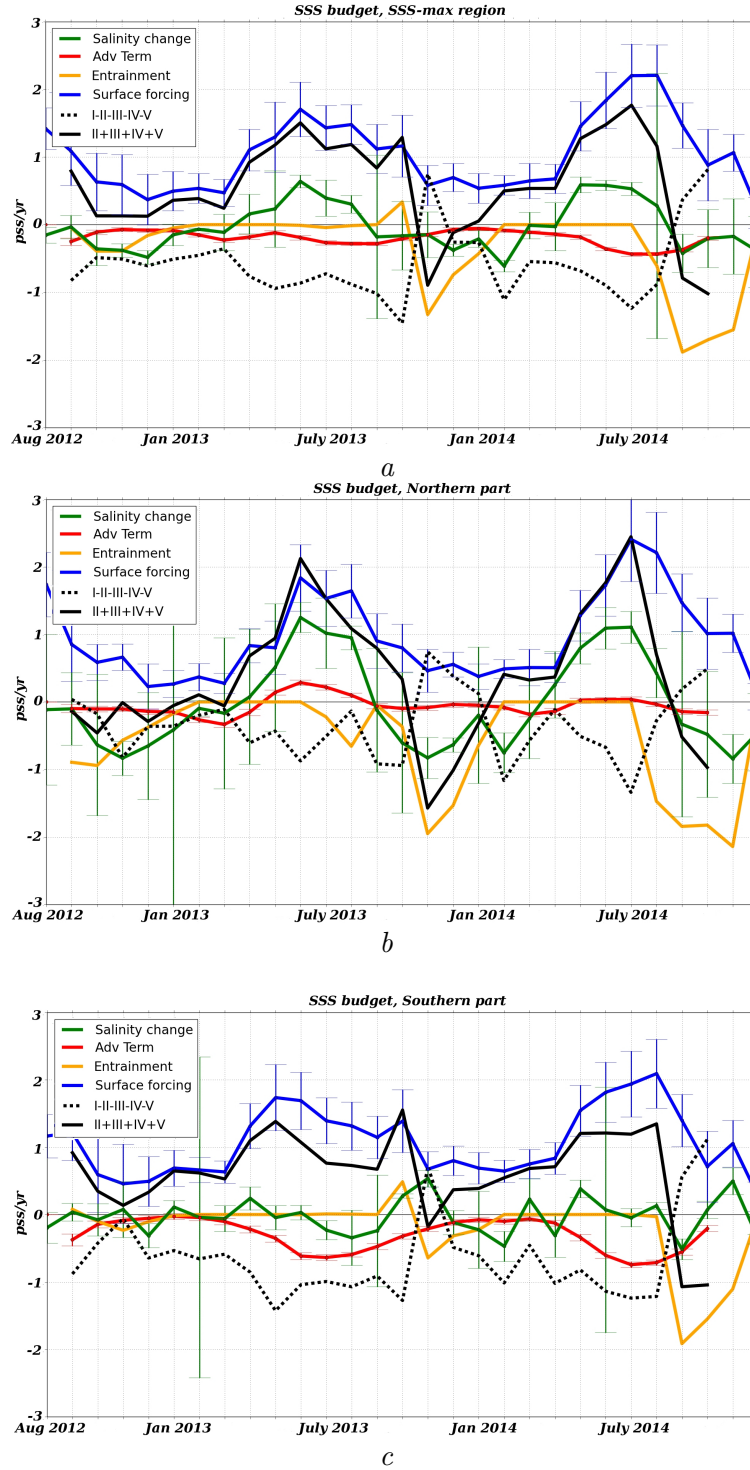 SSS budget, SSS-max region
3
2
1
0
-1
-2
-3
pss/yr
Salinity change
Adv Term
Entrainment
Surface forcing
I-II-III-IV-V
II+III+IV+V
Aug 2012 Jan 2013 July 2013 Jan 2014 July 2014
a
SSS budget, Northern part
3
2
1
0
-1
-2
-3
pss/yr
Salinity change
Adv Term
Entrainment
Surface forcing
I-II-III-IV-V
II+III+IV+V
Aug 2012 Jan 2013 July 2013 Jan 2014 July 2014
b
SSS budget, Southern part
3
2
1
0
-1
-2
-3
pss/yr
Salinity change
Adv Term
Entrainment
Surface forcing
I-II-III-IV-V
II+III+IV+V
Aug 2012 Jan 2013 July 2013 Jan 2014 July 2014
c